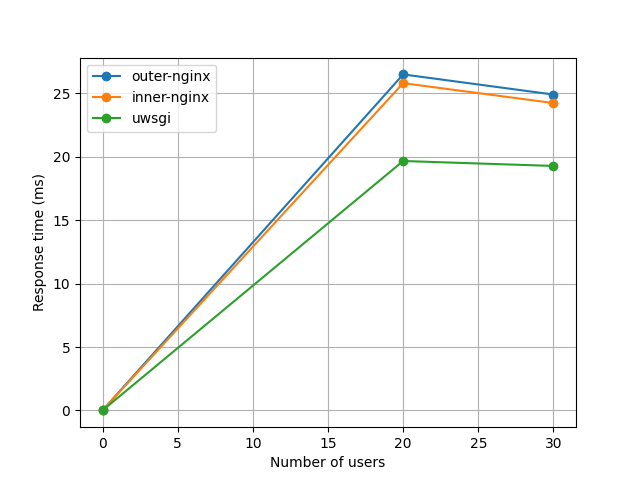 outer-nginx
inner-nginx
uwsgi
25
20
15
10
5
0
Response time (ms)
0 5 10 15 20 25 30
Number of users